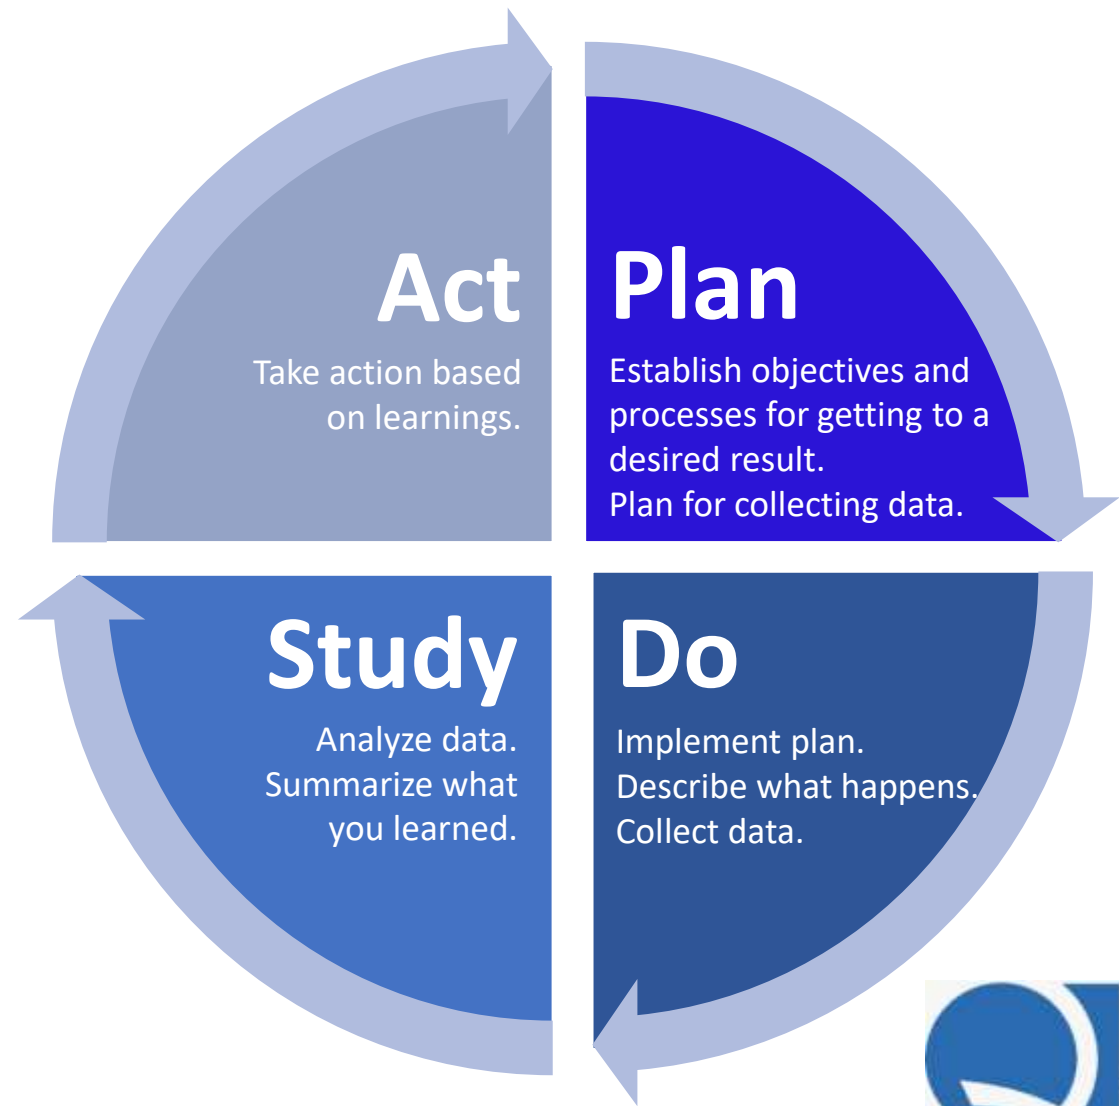 Act
Take action based
on learnings.
Plan
Establish objectives and
processes for getting to a
desired result.
Plan for collecting data.
Study
Analyze data.
Summarize what
you learned.
Do
Implement plan.
Describe what happens.
Collect data.